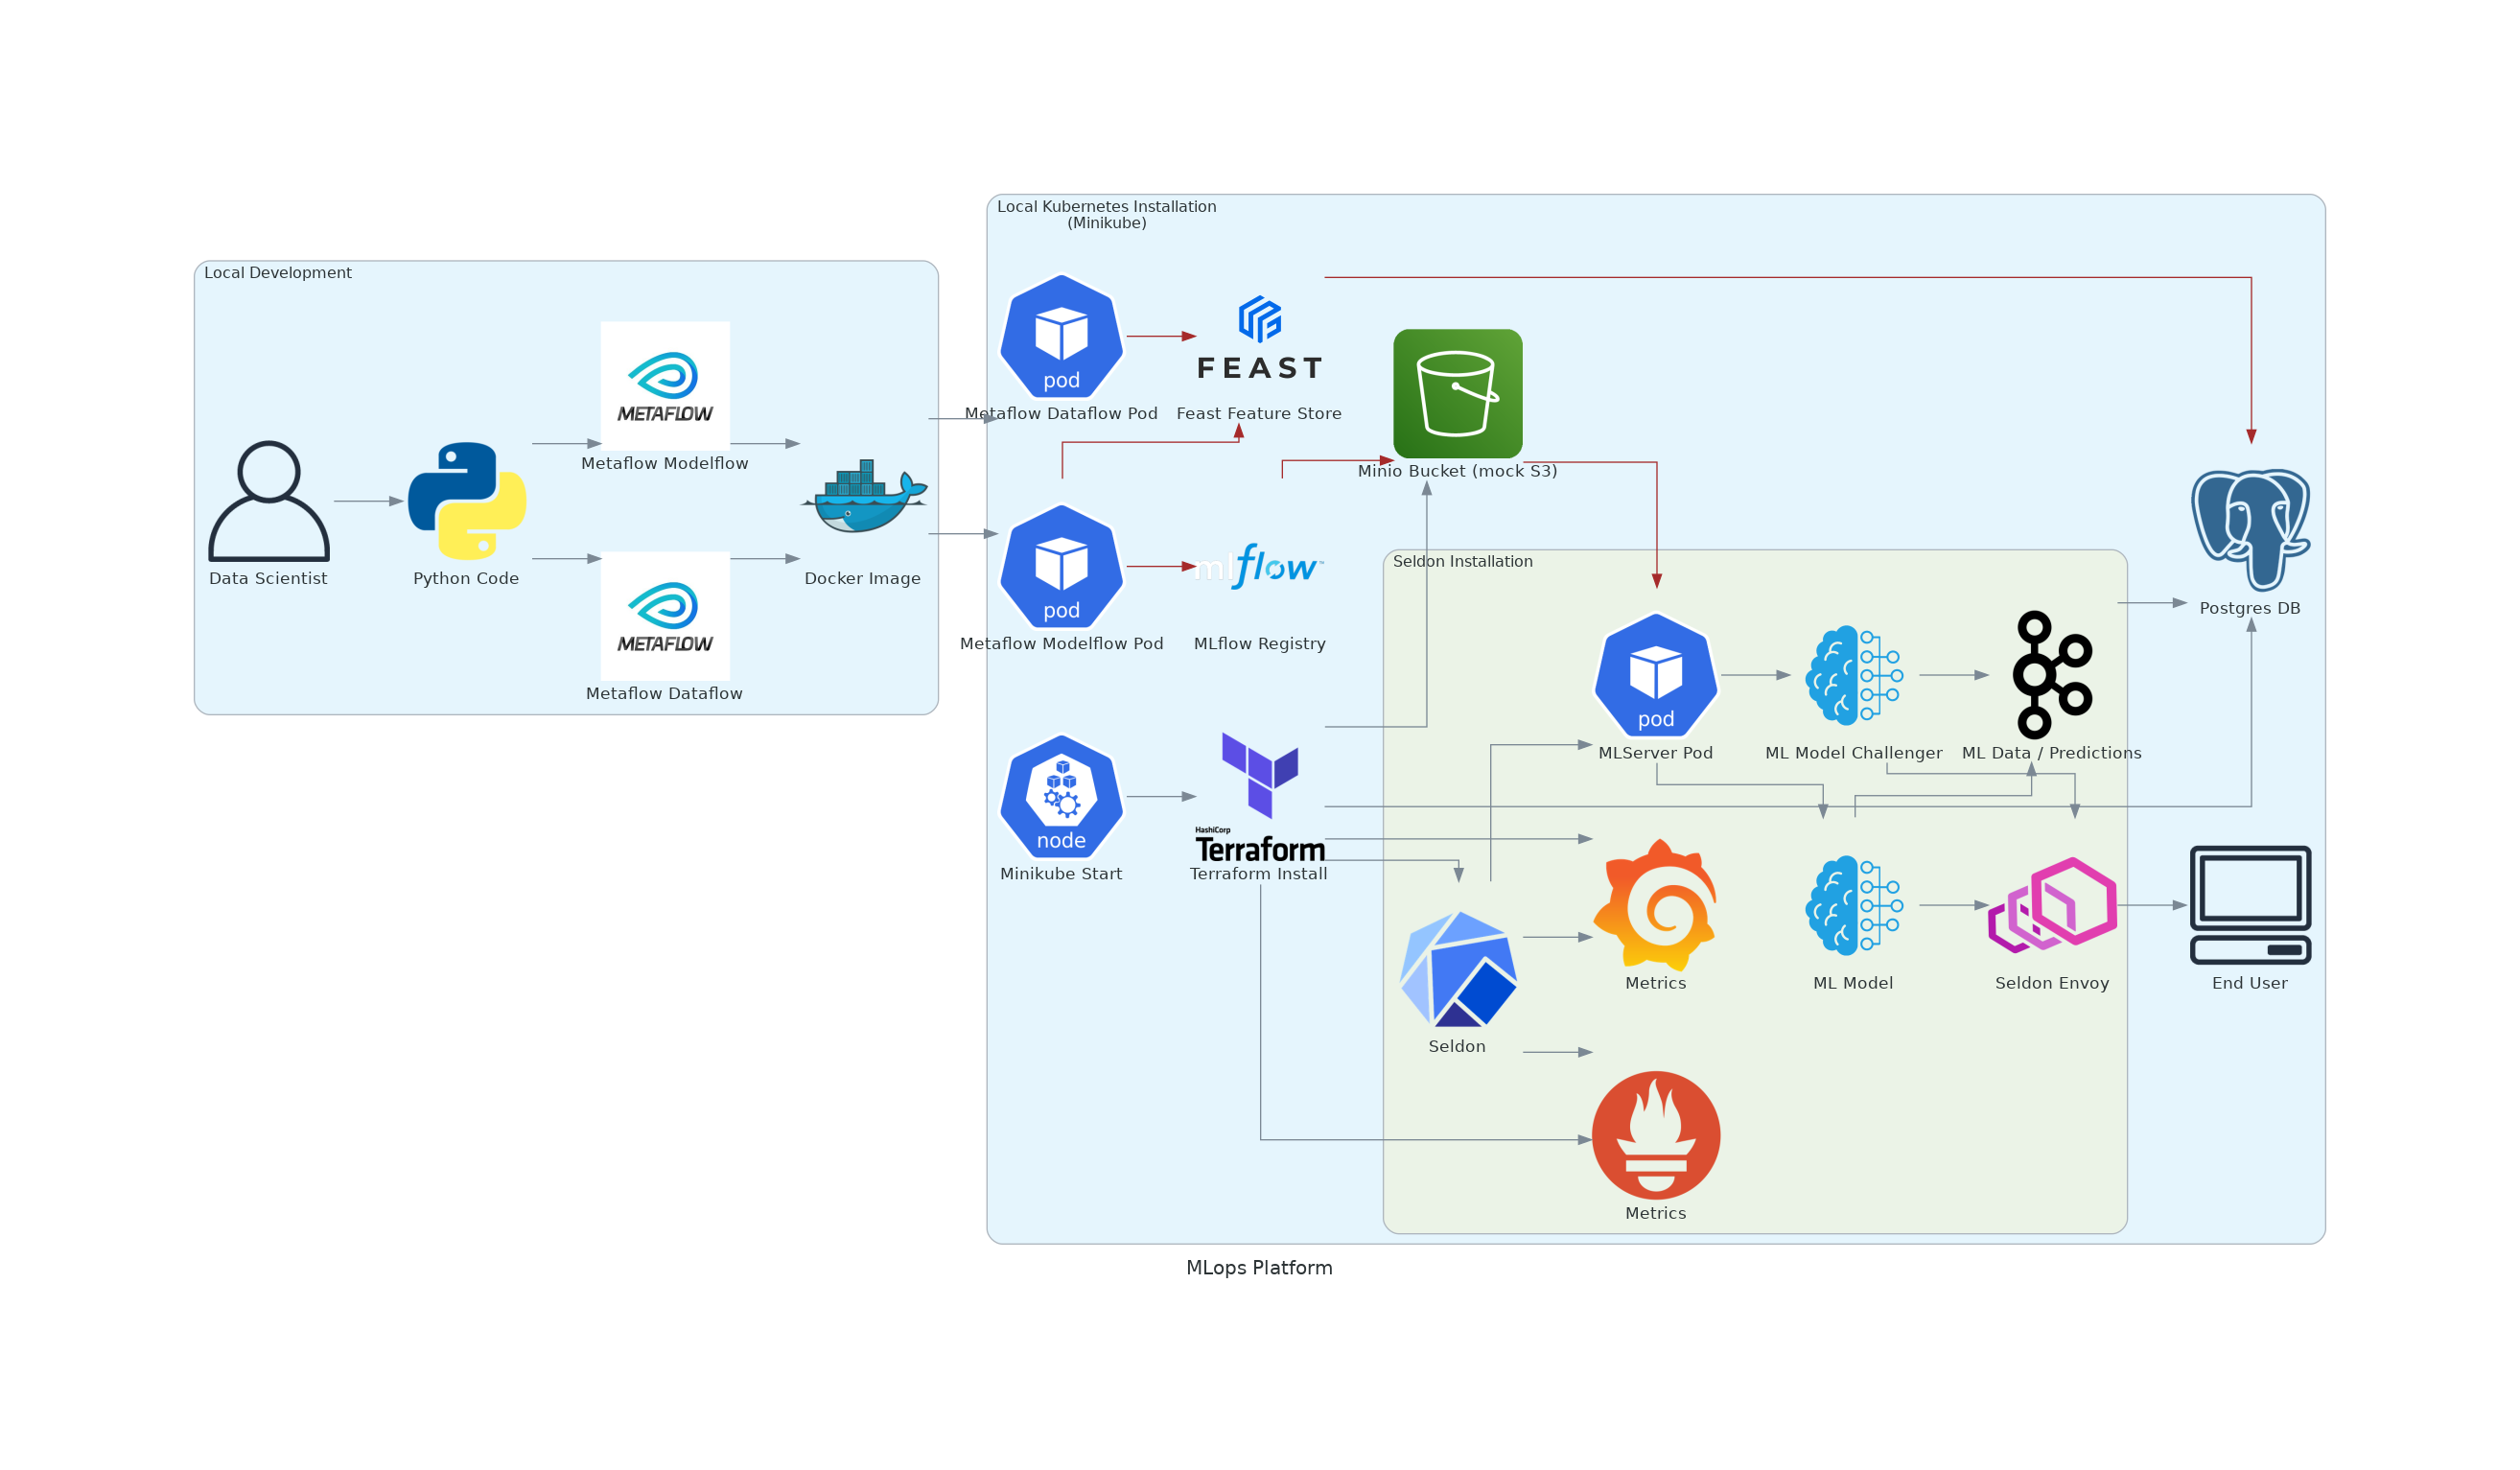 Local Kubernetes Installation
(Minikube)
Local Development
pod
FEAST
Metaflow Dataflow Pod
Feast Feature Store
METAFLOW
Metaflow Modelflow
Minio Bucket (mock S3)
Data Scientist
Python Code
Docker Image
METAFLOW
Metaflow Dataflow
pod
mlflow
Metaflow Modelflow Pod
MLflow Registry
Seldon Installation
Postgres DB
pod
MLServer Pod
ML Model Challenger
ML Data / Predictions
node
HashiCorp
Terraform
Minikube Start
Terraform Install
Metrics
ML Model
Seldon Envoy
End User
Seldon
Metrics
MLops Platform